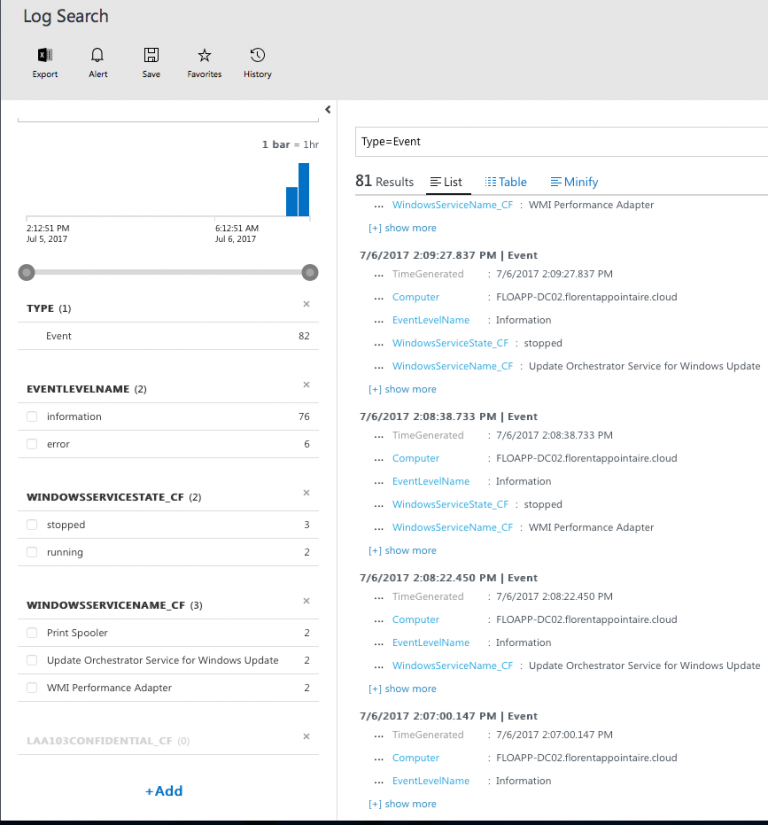 Log Search
Export Alert Save Favorites History
1 bar = 1hr
2:12:51 PM
Jul 5, 2017
6:12:51 AM
Jul 6, 2017
TYPE (1)
Event 82
EVENTLEVELNAME (2)
information 76
error 6
WINDOWSSERVICESTATE_CF (2)
stopped 3
running 2
WINDOWSSERVICENAME_CF (3)
Print Spooler 2
Update Orchestrator Service for Windows Update 2
WMI Performance Adapter 2
LAA103CONFIDENTIAL_CF (0)
+Add
Type=Event
81 Results List Table Minify
... WindowsServiceName_CF : WMI Performance Adapter
[+] show more
7/6/2017 2:09:27.837 PM | Event
... TimeGenerated : 7/6/2017 2:09:27.837 PM
... Computer : FLOAPP-DC02.florentappointaire.cloud
... EventLevelName : Information
... WindowsServiceState_CF : stopped
... WindowsServiceName_CF : Update Orchestrator Service for Windows Update
[+] show more
7/6/2017 2:08:38.733 PM | Event
... TimeGenerated : 7/6/2017 2:08:38.733 PM
... Computer : FLOAPP-DC02.florentappointaire.cloud
... EventLevelName : Information
... WindowsServiceState_CF : stopped
... WindowsServiceName_CF : WMI Performance Adapter
[+] show more
7/6/2017 2:08:22.450 PM | Event
... TimeGenerated : 7/6/2017 2:08:22.450 PM
... Computer : FLOAPP-DC02.florentappointaire.cloud
... EventLevelName : Information
... WindowsServiceName_CF : Update Orchestrator Service for Windows Update
[+] show more
7/6/2017 2:07:00.147 PM | Event
... TimeGenerated : 7/6/2017 2:07:00.147 PM
... Computer : FLOAPP-DC02.florentappointaire.cloud
... EventLevelName : Information
[+] show more